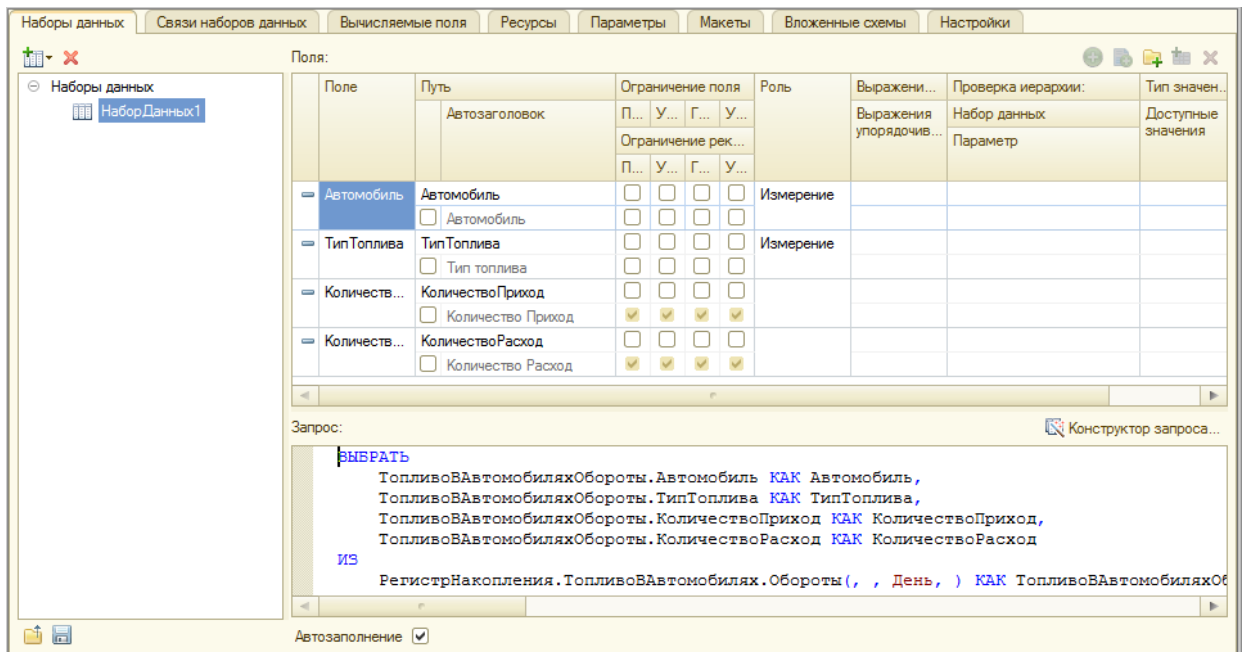 Наборы данных Связи наборов данных Вычисляемые поля Ресурсы Параметры Макеты Вложенные схемы Настройки
Поля:
Наборы данных
НаборДанных1
Поле Путь Ограничение поля Роль Выражени... Проверка иерархии: Тип значен...
Автозаголовок П... У... Г... У... Выражения упорядочив... Набор данных Доступные значения
Ограничение рек... Параметр
П... У... Г... У...
Автомобиль Автомобиль Измерение
Автомобиль
ТипТоплива ТипТоплива Измерение
Тип топлива
Количеств... КоличествоПриход
Количество Приход
Количеств... КоличествоРасход
Количество Расход
Запрос: Конструктор запроса...
ВЫБРАТЬ
ТопливоВАвтомобиляхОбороты.Автомобиль КАК Автомобиль,
ТопливоВАвтомобиляхОбороты.ТипТоплива КАК ТипТоплива,
ТопливоВАвтомобиляхОбороты.КоличествоПриход КАК КоличествоПриход,
ТопливоВАвтомобиляхОбороты.КоличествоРасход КАК КоличествоРасход
ИЗ
РегистрНакопления.ТопливоВАвтомобилях.Обороты(, , День, ) КАК ТопливоВАвтомобиляхОб
Автозаполнение